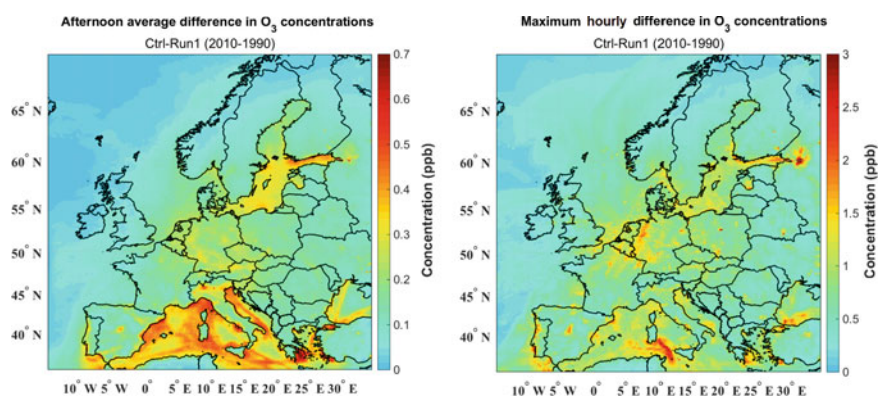 Afternoon average difference in O3 concentrations
Ctrl-Run1 (2010-1990)
65° N
60° N
55° N
50° N
45° N
40° N
10° W 5° W 0° 5° E 10° E 15° E 20° E 25° E 30° E
0.7
0.6
0.5
0.4
0.3
0.2
0.1
0
Concentration (ppb)
Maximum hourly difference in O3 concentrations
Ctrl-Run1 (2010-1990)
65° N
60° N
55° N
50° N
45° N
40° N
10° W 5° W 0° 5° E 10° E 15° E 20° E 25° E 30° E
3
2.5
2
1.5
1
0.5
0
Concentration (ppb)